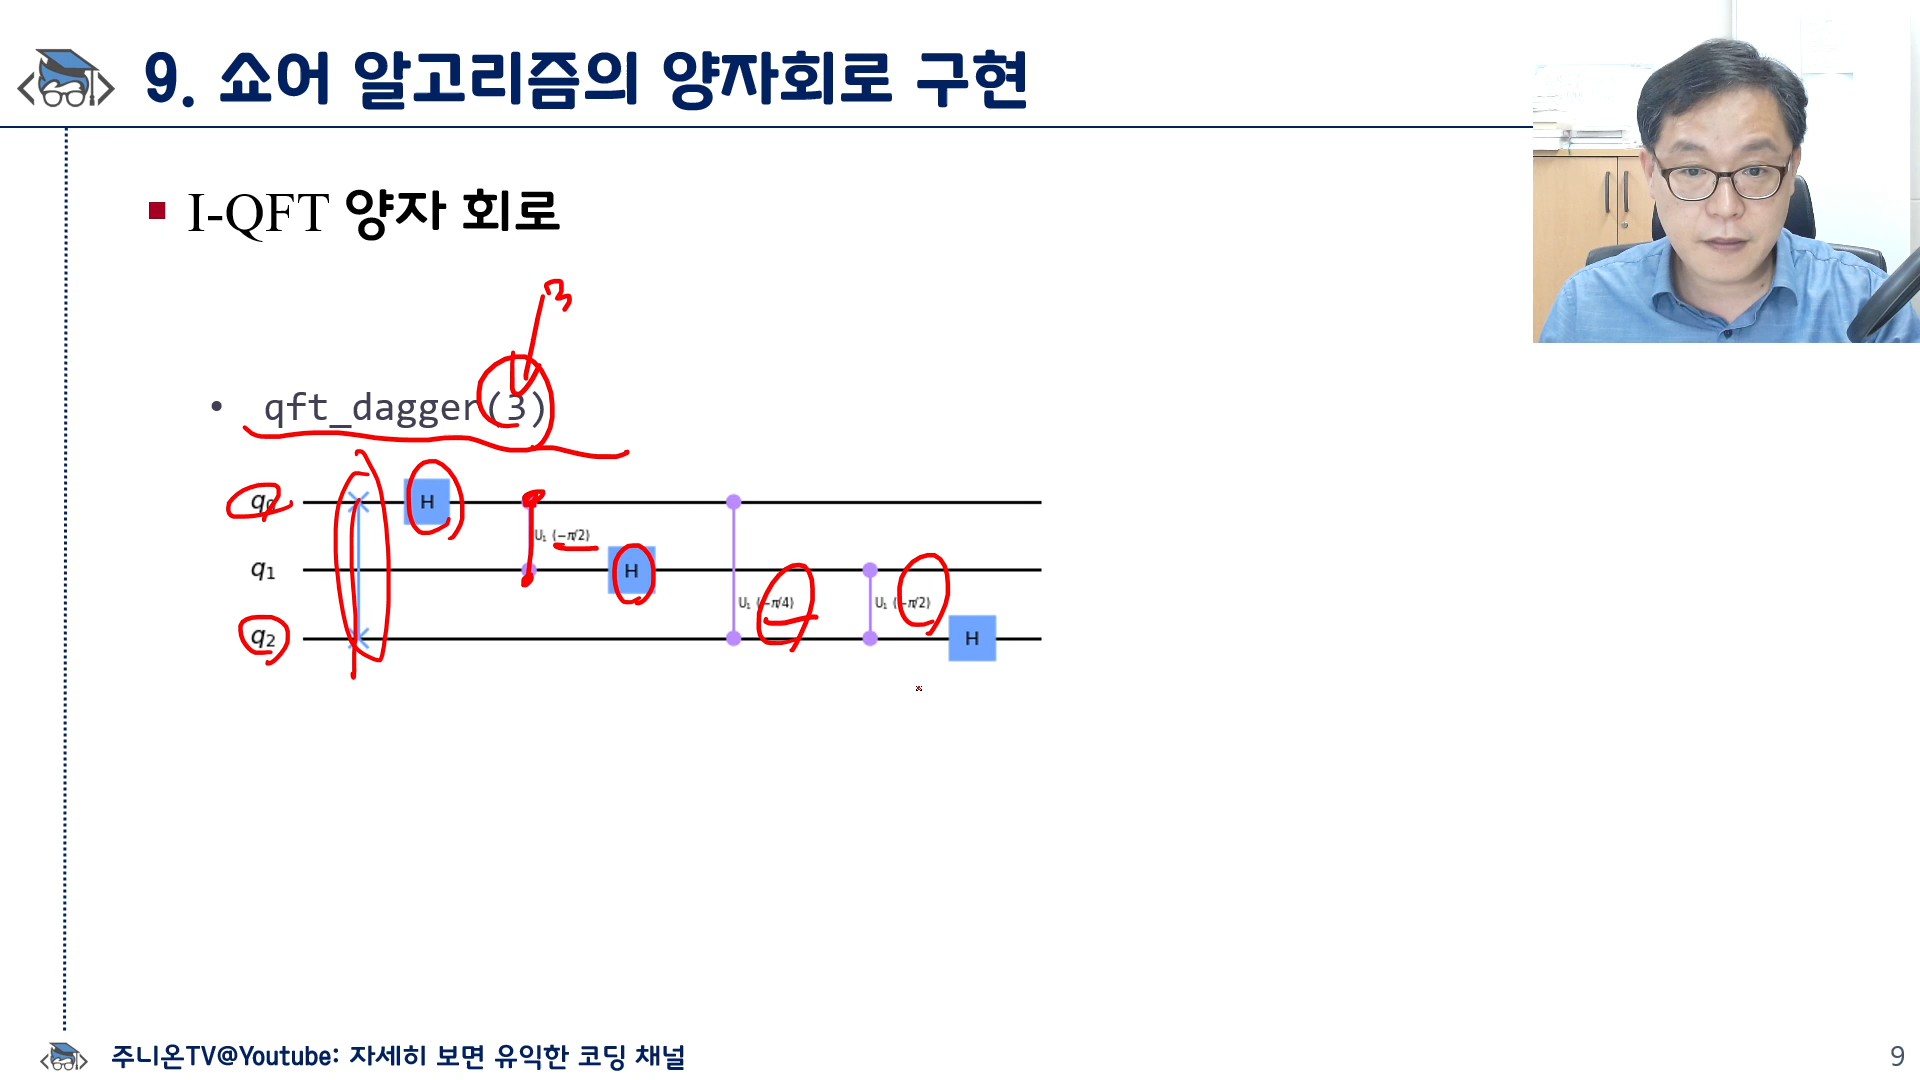 9. 쇼어 알고리즘의 양자회로 구현
I-QFT 양자 회로
3
• qft_dagger(3)
q0 H
U₁ (−π/2)
q₁ H
U₁ (−π/4) U₁ (−π/2)
q₂ H
주니온TV@Youtube: 자세히 보면 유익한 코딩 채널
9